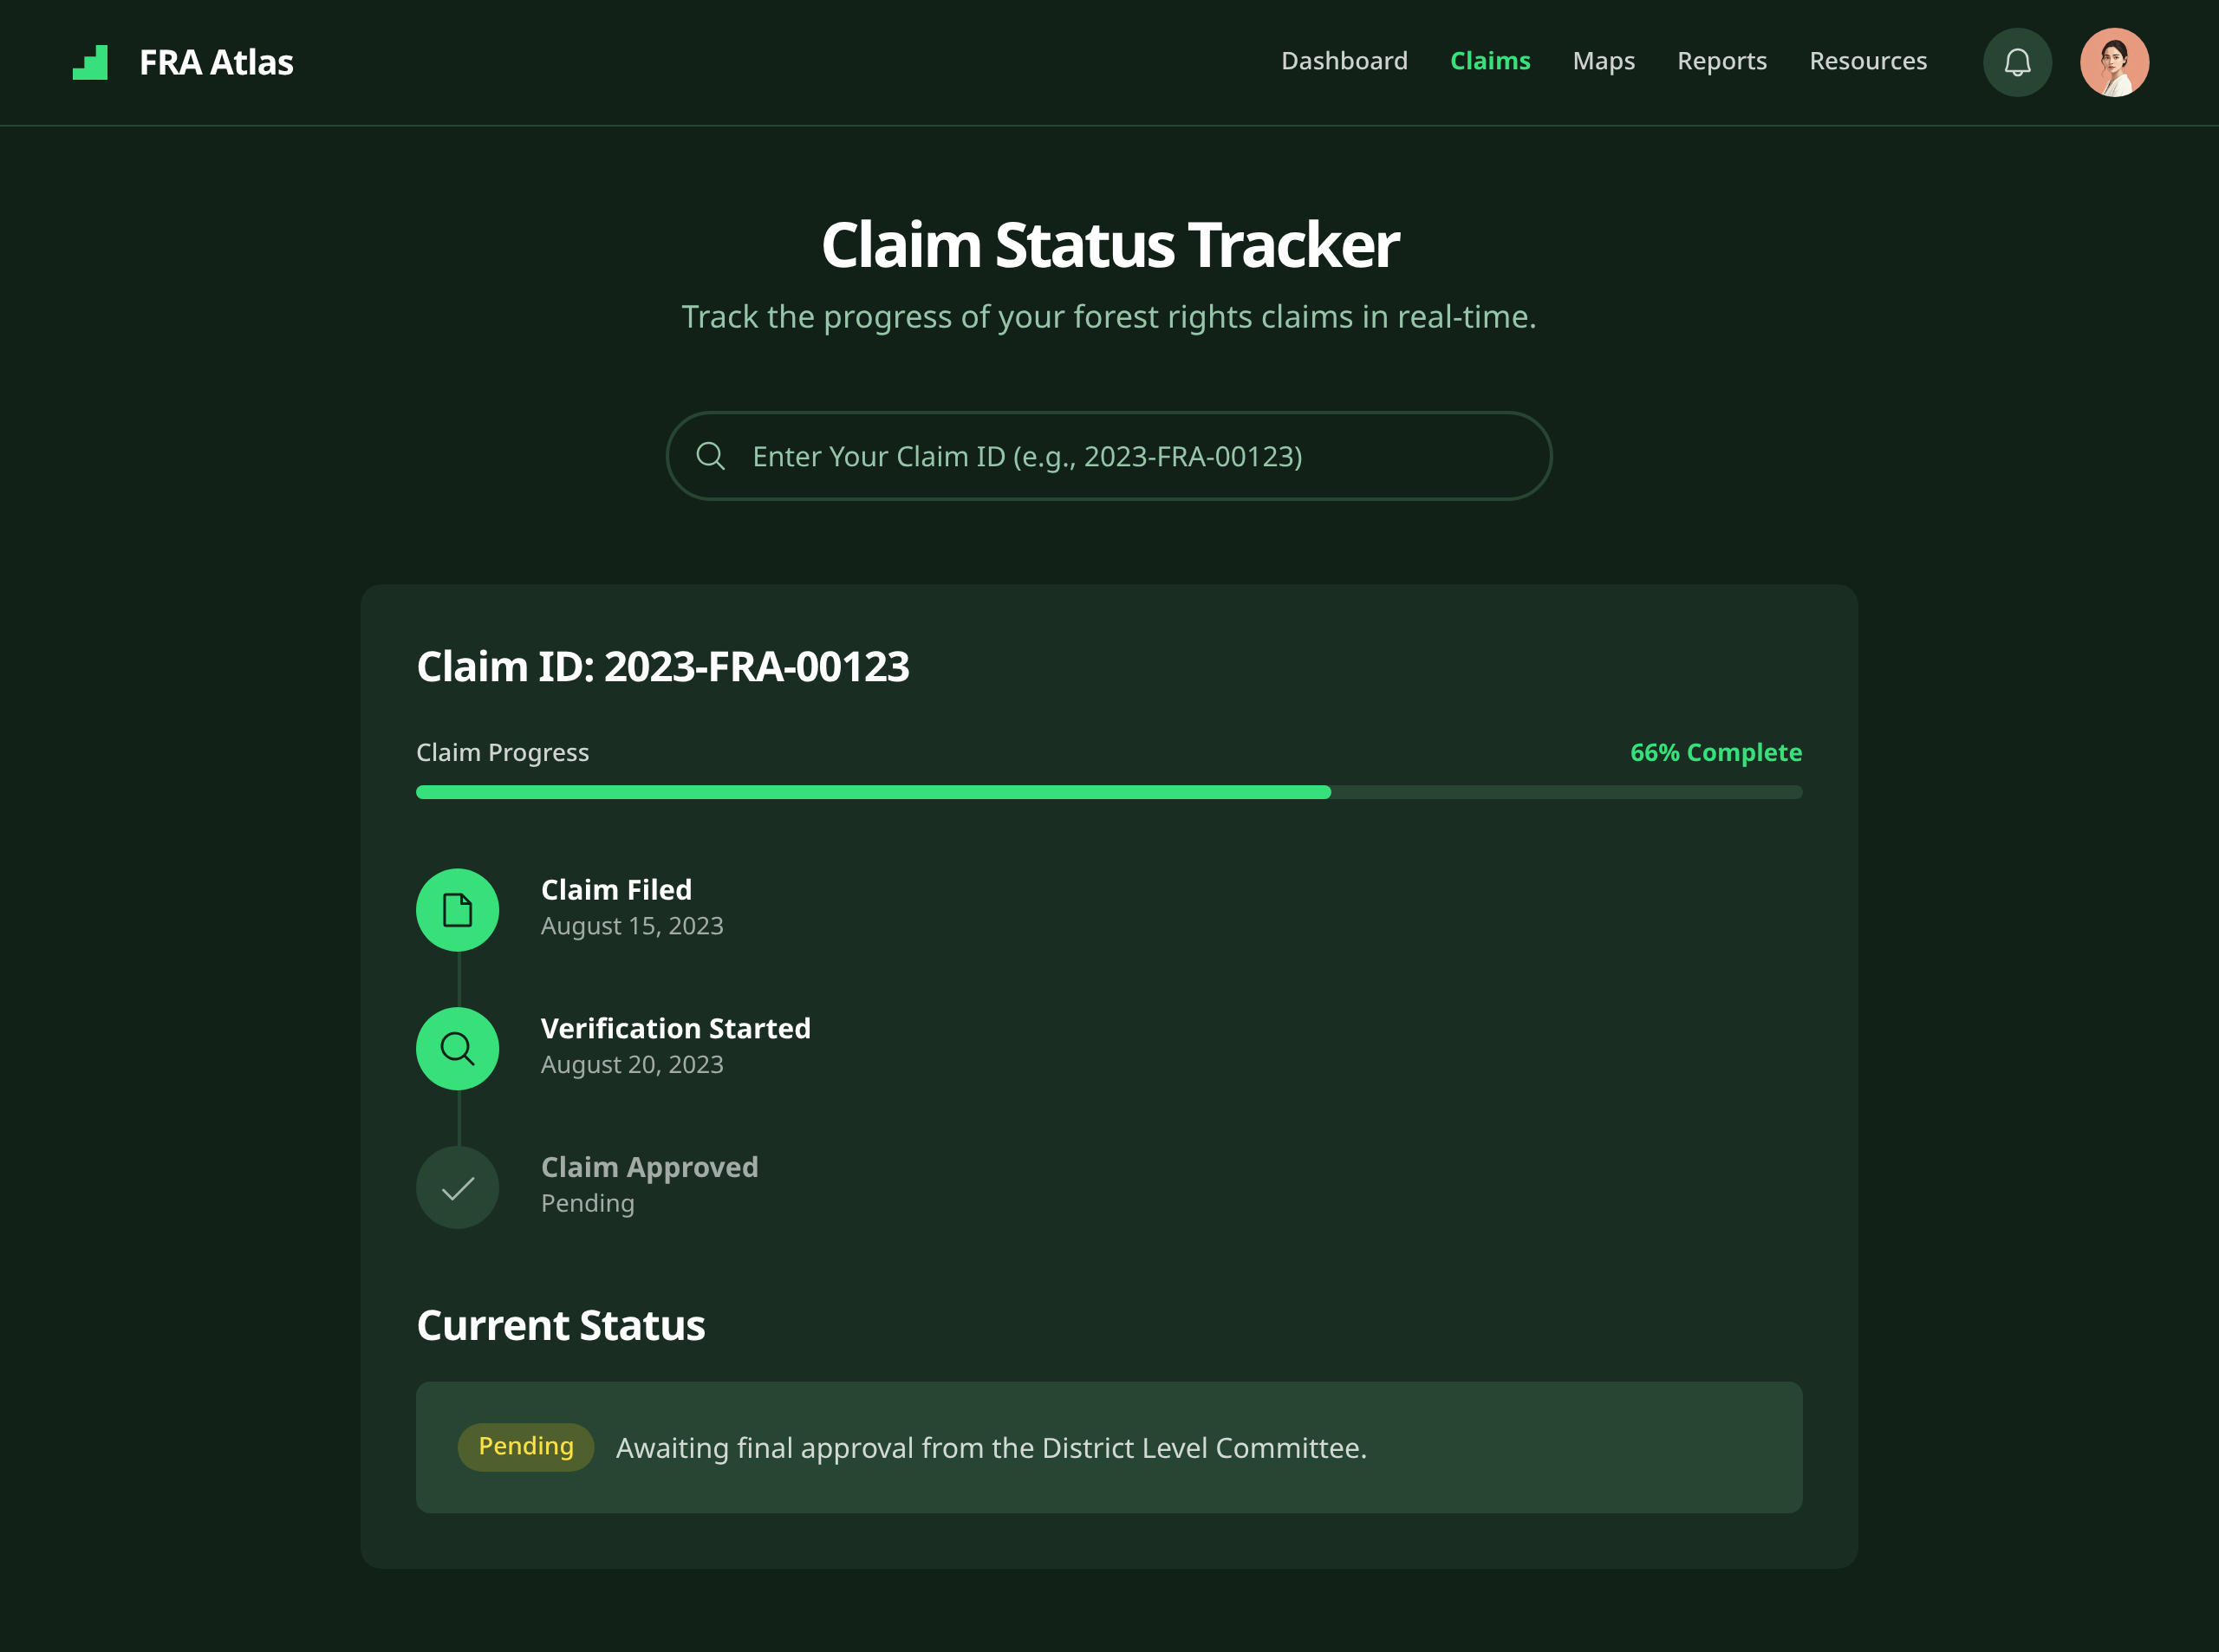 FRA Atlas
Dashboard
Claims
Maps
Reports
Resources
Claim Status Tracker
Track the progress of your forest rights claims in real-time.
Enter Your Claim ID (e.g., 2023-FRA-00123)
Claim ID: 2023-FRA-00123
Claim Progress
66% Complete
Claim Filed
August 15, 2023
Verification Started
August 20, 2023
Claim Approved
Pending
Current Status
Pending
Awaiting final approval from the District Level Committee.